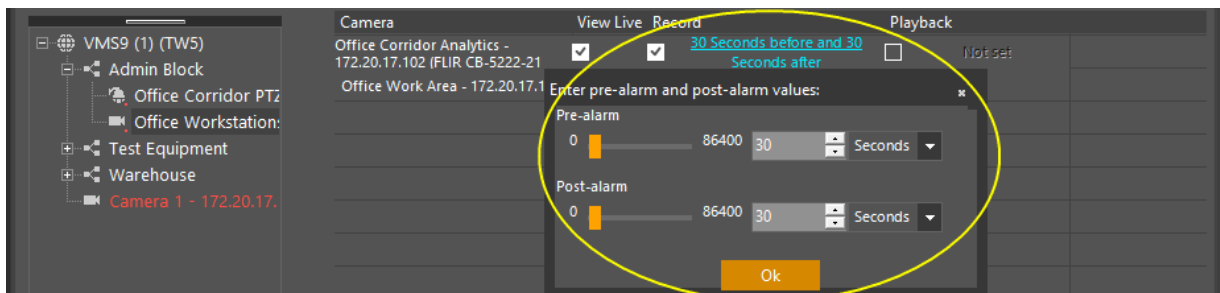 VMS9 (1) (TW5)
Admin Block
Office Corridor PTZ
Office Workstation:
Test Equipment
Warehouse
Camera 1 - 172.20.17.
Camera View Live Record Playback
Office Corridor Analytics -
172.20.17.102 (FLIR CB-5222-21
30 Seconds before and 30
Seconds after
Not set
Office Work Area - 172.20.17.1
Enter pre-alarm and post-alarm values:
Pre-alarm
0 86400 30 Seconds
Post-alarm
0 86400 30 Seconds
Ok